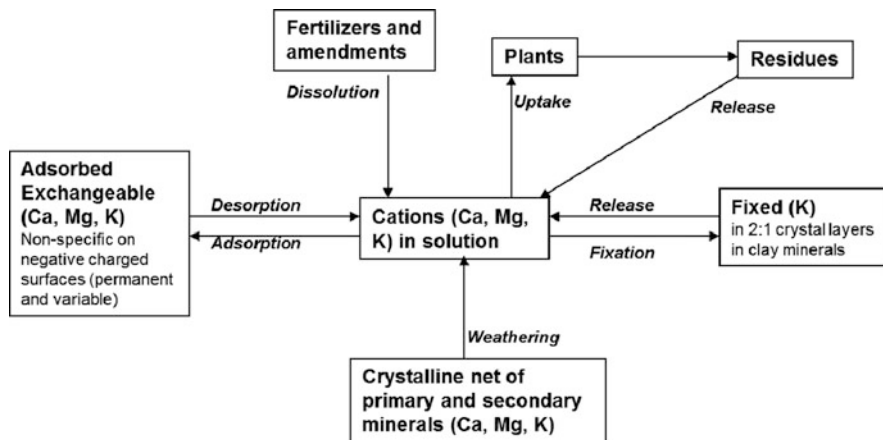 Fertilizers and
amendments
Plants
Residues
Dissolution
Uptake
Release
Adsorbed
Exchangeable
(Ca, Mg, K)
Non-specific on
negative charged
surfaces (permanent
and variable)
Desorption
Adsorption
Cations (Ca, Mg,
K) in solution
Release
Fixation
Fixed (K)
in 2:1 crystal layers
in clay minerals
Weathering
Crystalline net of
primary and secondary
minerals (Ca, Mg, K)